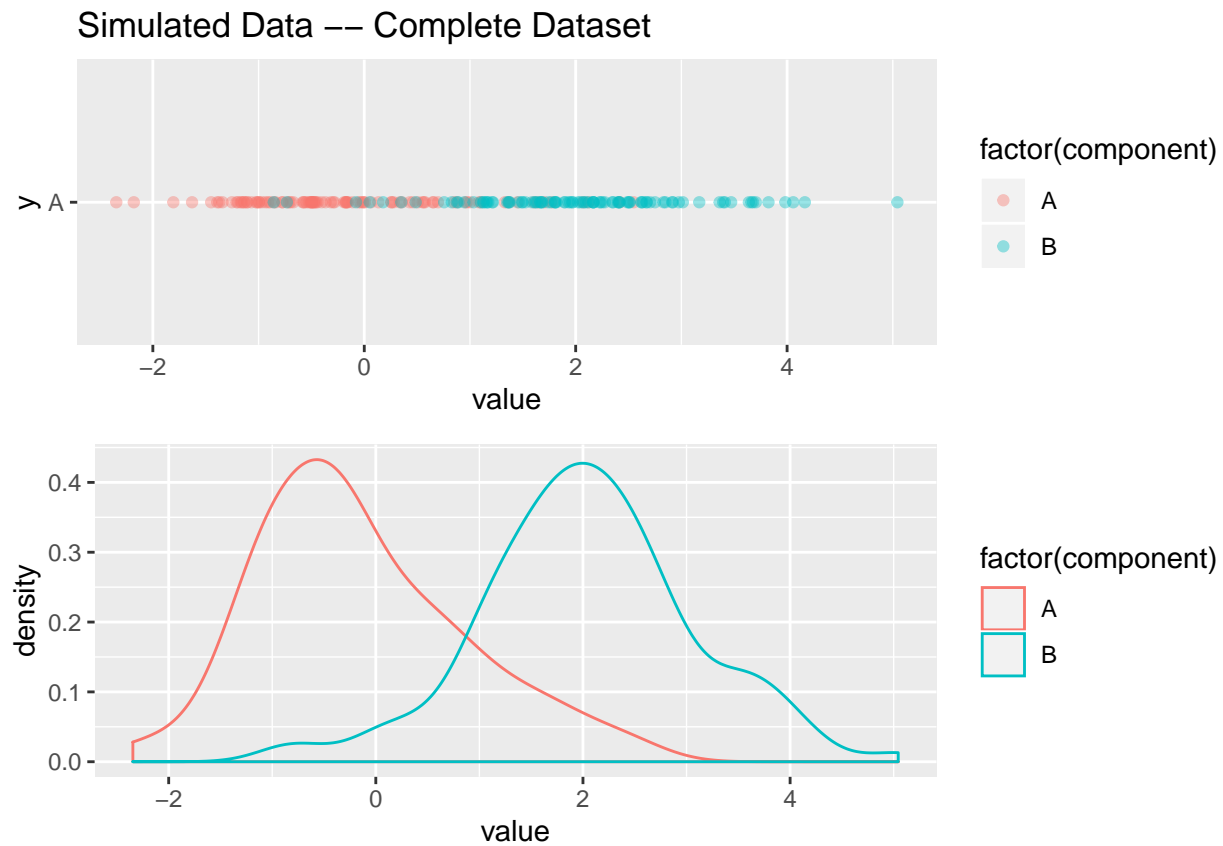 Simulated Data −− Complete Dataset
y
A
−2 0 2 4
value
factor(component)
A
B
0.4
0.3
0.2
0.1
0.0
density
−2 0 2 4
value
factor(component)
A
B